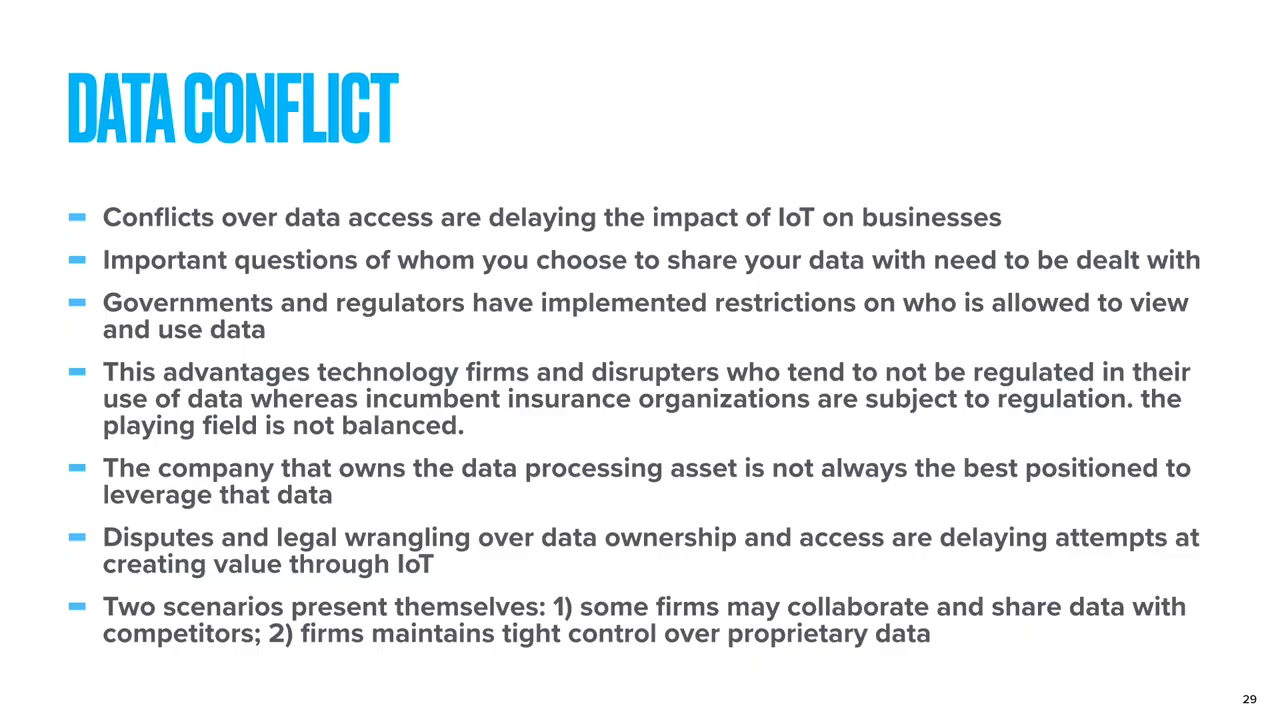 DATA CONFLICT
Conflicts over data access are delaying the impact of IoT on businesses
Important questions of whom you choose to share your data with need to be dealt with
Governments and regulators have implemented restrictions on who is allowed to view
and use data
This advantages technology firms and disrupters who tend to not be regulated in their
use of data whereas incumbent insurance organizations are subject to regulation. the
playing field is not balanced.
The company that owns the data processing asset is not always the best positioned to
leverage that data
Disputes and legal wrangling over data ownership and access are delaying attempts at
creating value through IoT
Two scenarios present themselves: 1) some firms may collaborate and share data with
competitors; 2) firms maintains tight control over proprietary data
29